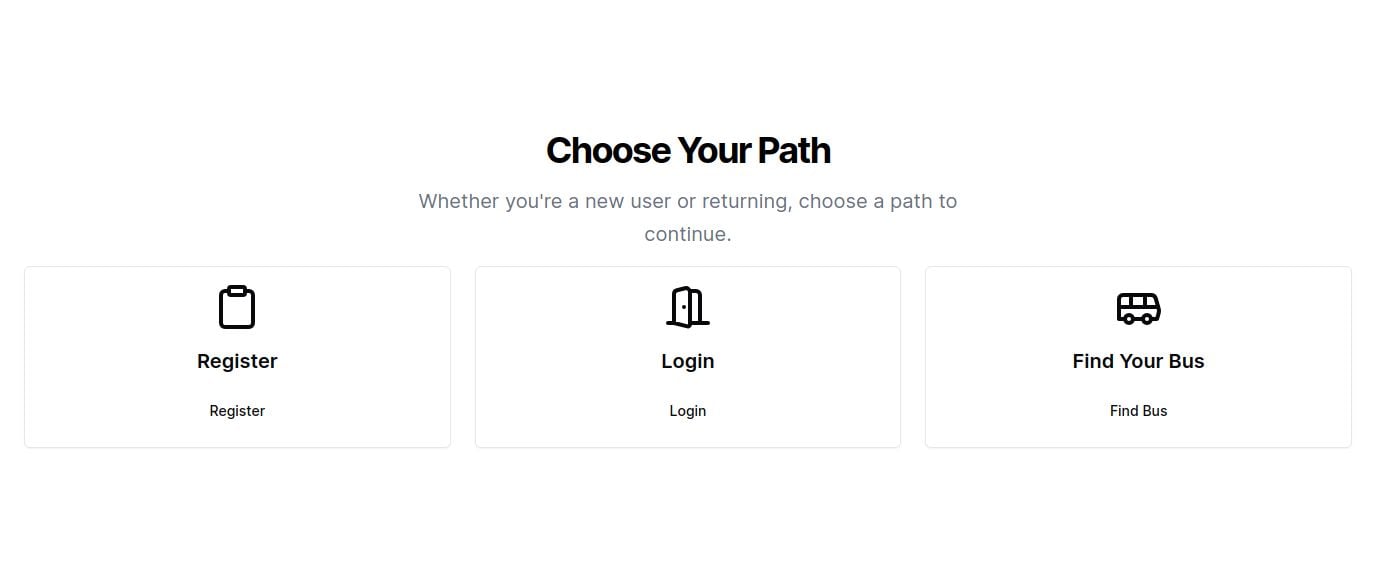 Choose Your Path
Whether you're a new user or returning, choose a path to
continue.
Register
Register
Login
Login
Find Your Bus
Find Bus